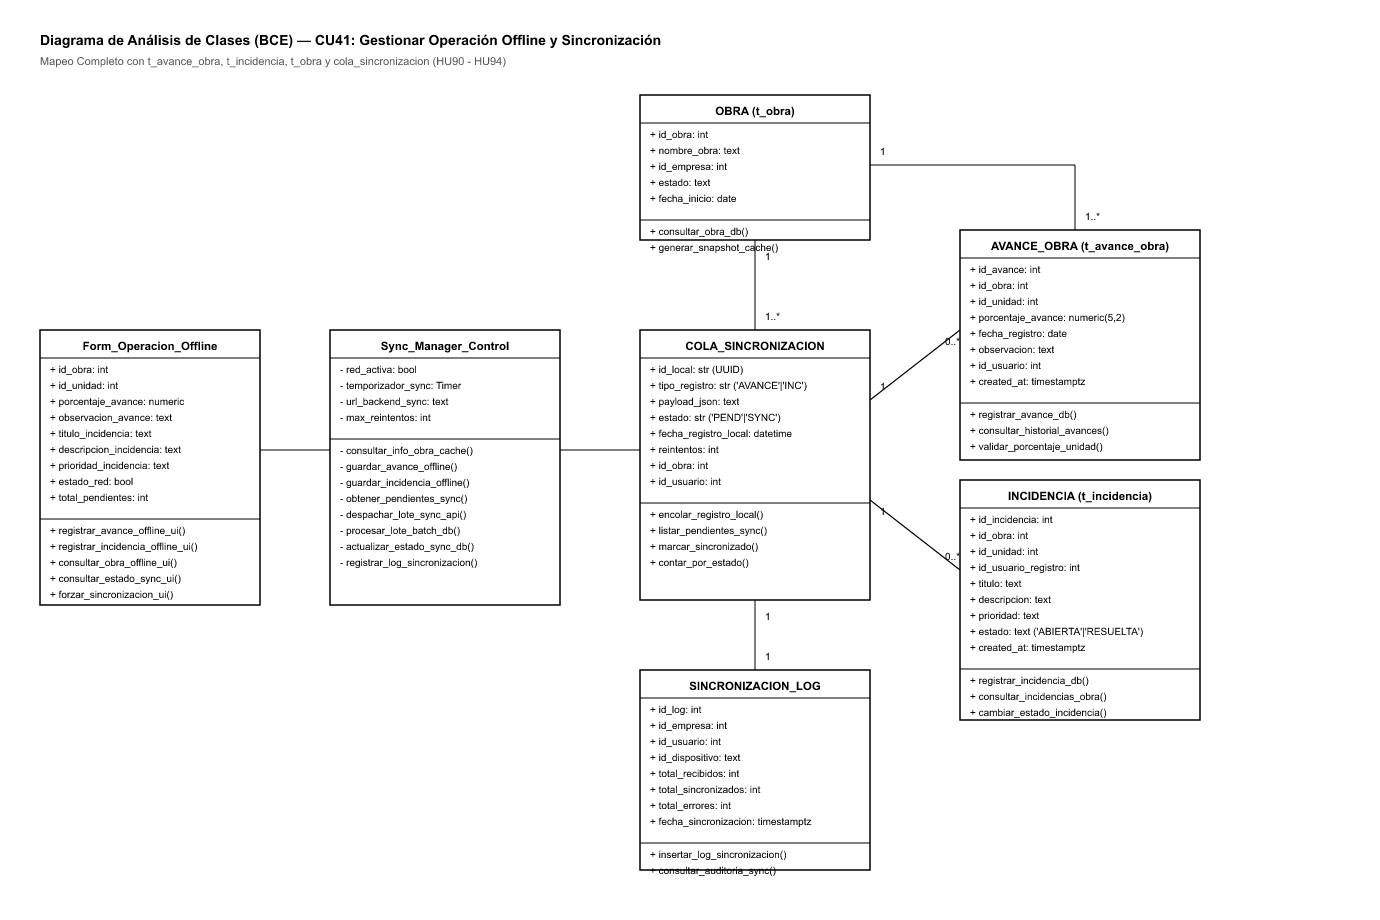 Diagrama de Análisis de Clases (BCE) — CU41: Gestionar Operación Offline y Sincronización
Mapeo Completo con t_avance_obra, t_incidencia, t_obra y cola_sincronizacion (HU90 - HU94)
OBRA (t_obra)
+ id_obra: int
+ nombre_obra: text
+ id_empresa: int
+ estado: text
+ fecha_inicio: date
+ consultar_obra_db()
+ generar_snapshot_cache()
1
1..*
1
1..*
AVANCE_OBRA (t_avance_obra)
+ id_avance: int
+ id_obra: int
+ id_unidad: int
+ porcentaje_avance: numeric(5,2)
+ fecha_registro: date
+ observacion: text
+ id_usuario: int
+ created_at: timestamptz
+ registrar_avance_db()
+ consultar_historial_avances()
+ validar_porcentaje_unidad()
Form_Operacion_Offline
+ id_obra: int
+ id_unidad: int
+ porcentaje_avance: numeric
+ observacion_avance: text
+ titulo_incidencia: text
+ descripcion_incidencia: text
+ prioridad_incidencia: text
+ estado_red: bool
+ total_pendientes: int
+ registrar_avance_offline_ui()
+ registrar_incidencia_offline_ui()
+ consultar_obra_offline_ui()
+ consultar_estado_sync_ui()
+ forzar_sincronizacion_ui()
Sync_Manager_Control
- red_activa: bool
- temporizador_sync: Timer
- url_backend_sync: text
- max_reintentos: int
- consultar_info_obra_cache()
- guardar_avance_offline()
- guardar_incidencia_offline()
- obtener_pendientes_sync()
- despachar_lote_sync_api()
- procesar_lote_batch_db()
- actualizar_estado_sync_db()
- registrar_log_sincronizacion()
COLA_SINCRONIZACION
+ id_local: str (UUID)
+ tipo_registro: str ('AVANCE'|'INC')
+ payload_json: text
+ estado: str ('PEND'|'SYNC')
+ fecha_registro_local: datetime
+ reintentos: int
+ id_obra: int
+ id_usuario: int
+ encolar_registro_local()
+ listar_pendientes_sync()
+ marcar_sincronizado()
+ contar_por_estado()
1
0..*
1
0..*
INCIDENCIA (t_incidencia)
+ id_incidencia: int
+ id_obra: int
+ id_unidad: int
+ id_usuario_registro: int
+ titulo: text
+ descripcion: text
+ prioridad: text
+ estado: text ('ABIERTA'|'RESUELTA')
+ created_at: timestamptz
+ registrar_incidencia_db()
+ consultar_incidencias_obra()
+ cambiar_estado_incidencia()
1
1
SINCRONIZACION_LOG
+ id_log: int
+ id_empresa: int
+ id_usuario: int
+ id_dispositivo: text
+ total_recibidos: int
+ total_sincronizados: int
+ total_errores: int
+ fecha_sincronizacion: timestamptz
+ insertar_log_sincronizacion()
+ consultar_auditoria_sync()